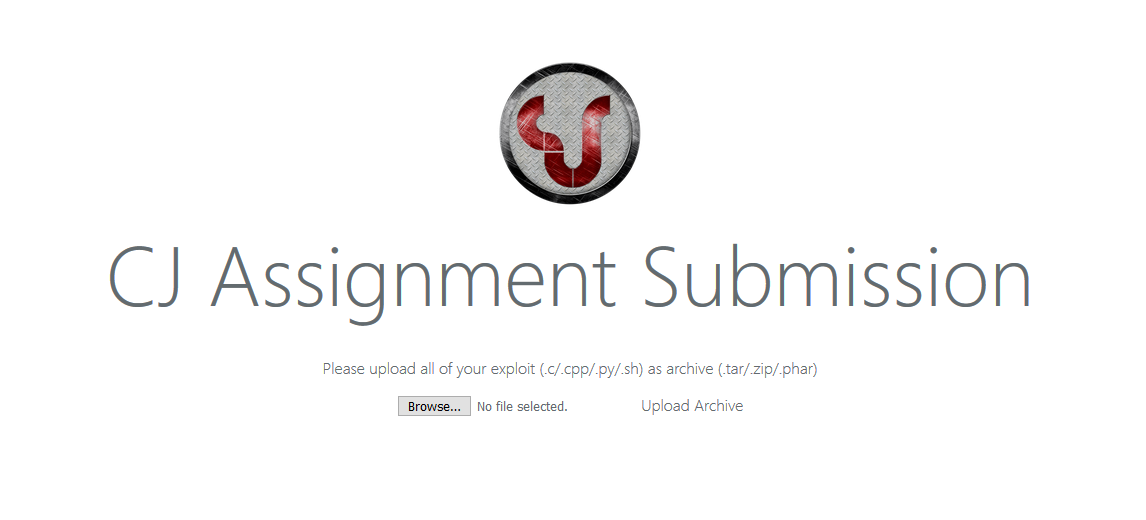 CJ Assignment Submission
Please upload all of your exploit (.c/.cpp/.py/.sh) as archive (.tar/.zip/.phar)
Browse... No file selected. Upload Archive